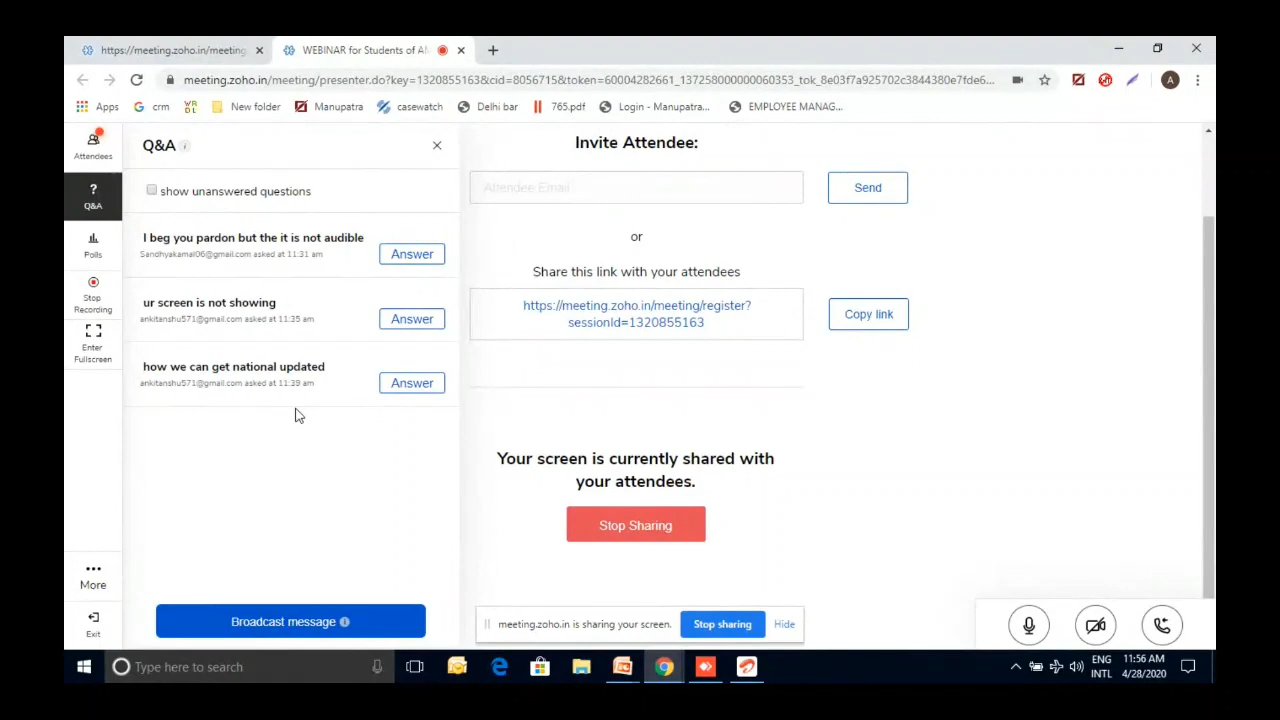 https://meeting.zoho.in/meeting
WEBINAR for Students of Al
meeting.zoho.in/meeting/presenter.do?key=1320855163&cid=8056715&token=60004282661_137258000000060353_tok_8e03f7a925702c3844380e7fde6...
A
Apps
crm
New folder
Manupatra
casewatch
Delhi bar
765.pdf
Login - Manupatra...
EMPLOYEE MANAG...
Attendees
Q&A
Polls
Stop
Recording
Enter
Fullscreen
More
Exit
Q&A
show unanswered questions
I beg you pardon but the it is not audible
Sandhyakamal06@gmail.com asked at 11:31 am
Answer
ur screen is not showing
ankitanshu571@gmail.com asked at 11:35 am
Answer
how we can get national updated
ankitanshu571@gmail.com asked at 11:39 am
Answer
Broadcast message
Invite Attendee:
Attendee Email
Send
or
Share this link with your attendees
https://meeting.zoho.in/meeting/register?
sessionId=1320855163
Copy link
Your screen is currently shared with
your attendees.
Stop Sharing
meeting.zoho.in is sharing your screen.
Stop sharing
Hide
Type here to search
ENG
INTL
11:56 AM
4/28/2020